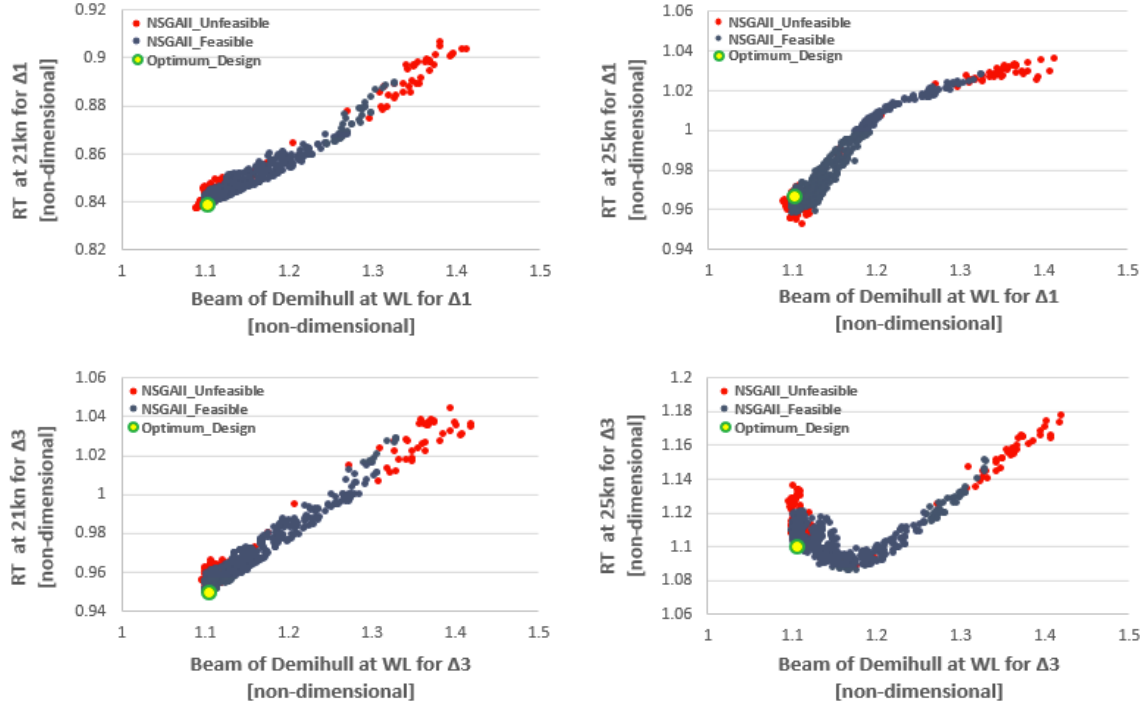 0.92
0.9
0.88
0.86
0.84
0.82
RT at 21kn for Δ1
[non-dimensional]
NSGAII_Unfeasible
NSGAII_Feasible
Optimum_Design
1 1.1 1.2 1.3 1.4 1.5
Beam of Demihull at WL for Δ1
[non-dimensional]
1.06
1.04
1.02
1
0.98
0.96
0.94
RT at 25kn for Δ1
[non-dimensional]
NSGAII_Unfeasible
NSGAII_Feasible
Optimum_Design
1 1.1 1.2 1.3 1.4 1.5
Beam of Demihull at WL for Δ1
[non-dimensional]
1.06
1.04
1.02
1
0.98
0.96
0.94
RT at 21kn for Δ3
[non-dimensional]
NSGAII_Unfeasible
NSGAII_Feasible
Optimum_Design
1 1.1 1.2 1.3 1.4 1.5
Beam of Demihull at WL for Δ3
[non-dimensional]
1.2
1.18
1.16
1.14
1.12
1.1
1.08
1.06
RT at 25kn for Δ3
[non-dimensional]
NSGAII_Unfeasible
NSGAII_Feasible
Optimum_Design
1 1.1 1.2 1.3 1.4 1.5
Beam of Demihull at WL for Δ3
[non-dimensional]